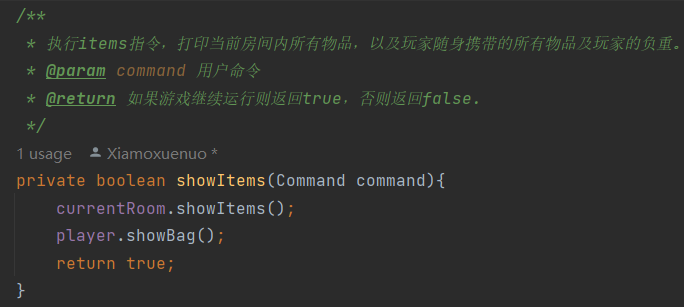 /**
 * 执行items指令，打印当前房间内所有物品，以及玩家随身携带的所有物品及玩家的负重。
 * @param command 用户命令
 * @return 如果游戏继续运行则返回true，否则返回false.
 */
1 usage Xiamoxuenuo *
private boolean showItems(Command command){
    currentRoom.showItems();
    player.showBag();
    return true;
}